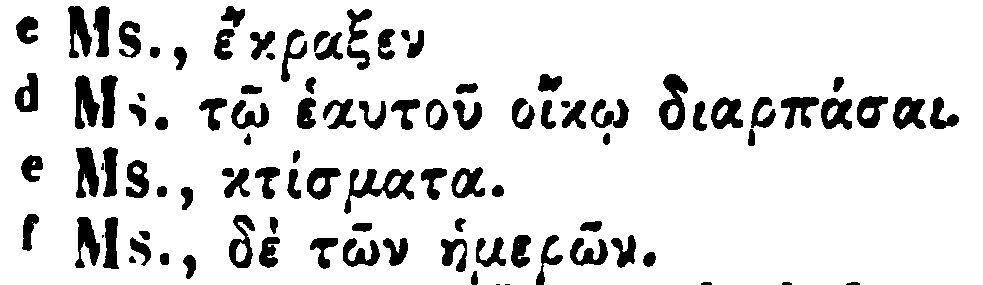 c Ms., ἔκραξεν
d Ms. τῷ ἑαυτοῦ οἴκῳ διαρπάσαι.
e Ms., κτίσματα.
f Ms., δὲ τῶν ἡμερῶν.